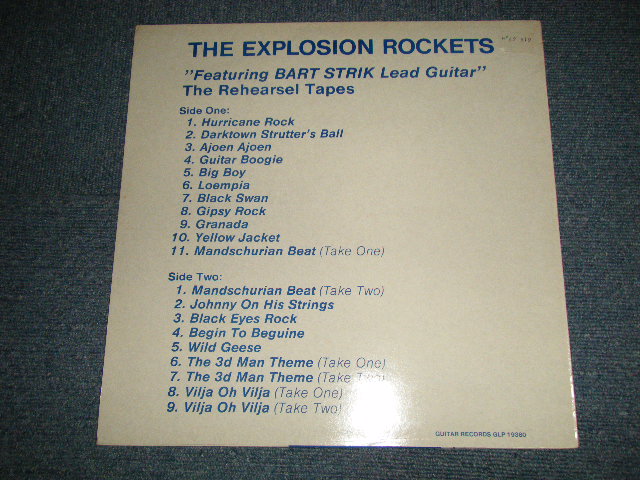 THE EXPLOSION ROCKETS
"Featuring BART STRIK Lead Guitar"
The Rehearsel Tapes
Side One:
1. Hurricane Rock
2. Darktown Strutter's Ball
3. Ajoen Ajoen
4. Guitar Boogie
5. Big Boy
6. Loempia
7. Black Swan
8. Gipsy Rock
9. Granada
10. Yellow Jacket
11. Mandschurian Beat (Take One)
Side Two:
1. Mandschurian Beat (Take Two)
2. Johnny On His Strings
3. Black Eyes Rock
4. Begin To Beguine
5. Wild Geese
6. The 3d Man Theme (Take One)
7. The 3d Man Theme (Take Two)
8. Vilja Oh Vilja (Take One)
9. Vilja Oh Vilja (Take Two)
GUITAR RECORDS GLP 19380